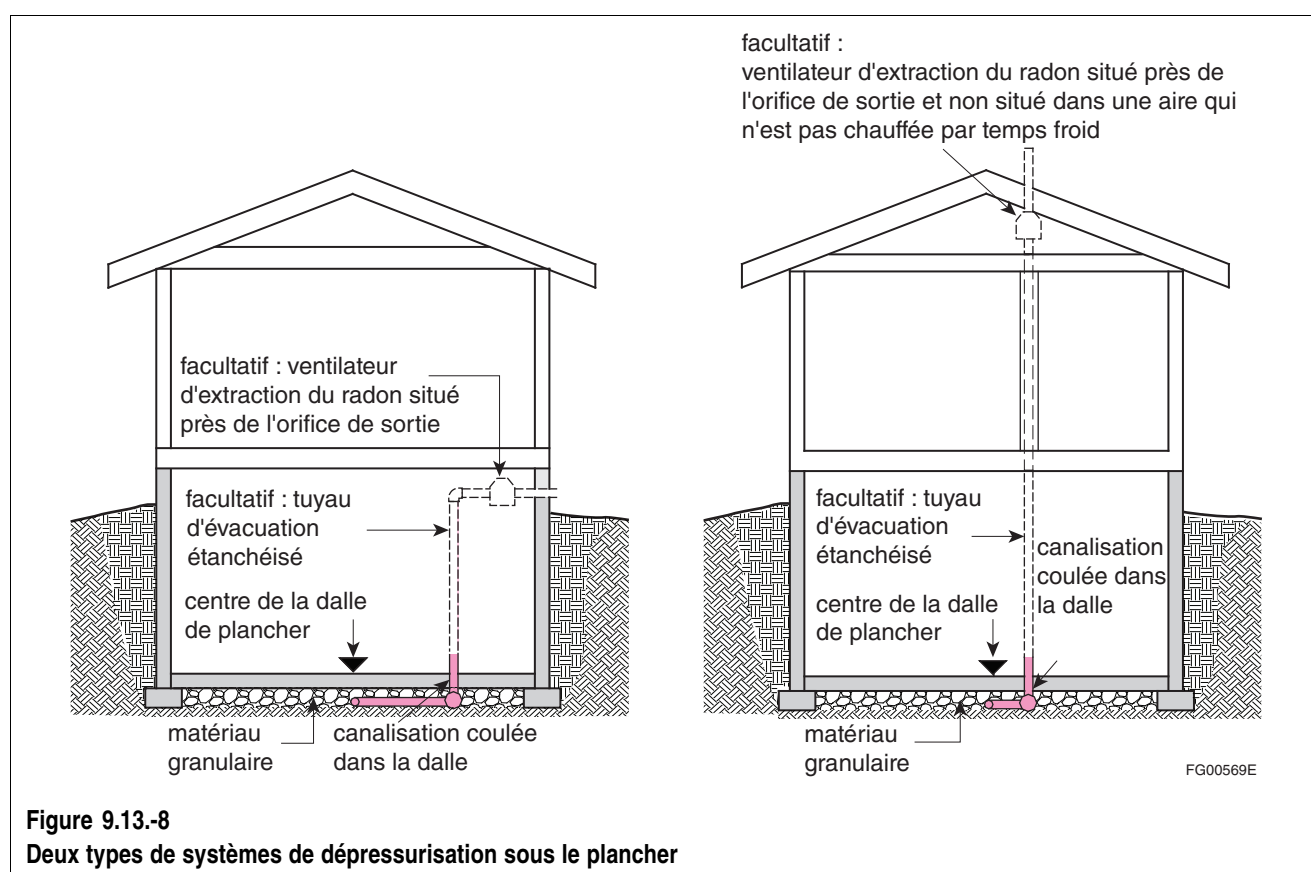 facultatif :
ventilateur d'extraction du radon situé près de
l'orifice de sortie et non situé dans une aire qui
n'est pas chauffée par temps froid
facultatif : ventilateur
d'extraction du radon situé
près de l'orifice de sortie
facultatif : tuyau
d'évacuation
étanchéisé
centre de la dalle
de plancher
matériau
granulaire
canalisation coulée
dans la dalle
facultatif : tuyau
d'évacuation
étanchéisé
canalisation
coulée dans
la dalle
centre de la dalle
de plancher
matériau
granulaire
FG00569E
Figure 9.13.-8
Deux types de systèmes de dépressurisation sous le plancher